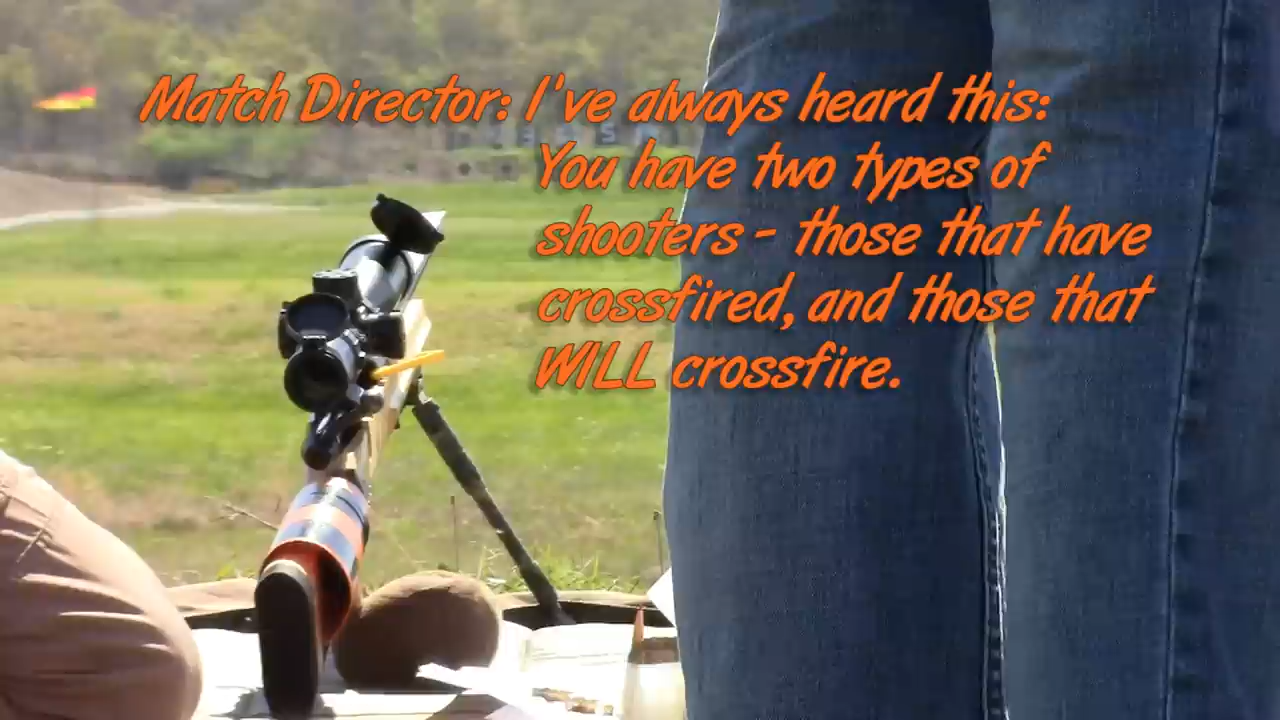 Match Director: I've always heard this:
You have two types of
shooters - those that have
crossfired, and those that
WILL crossfire.